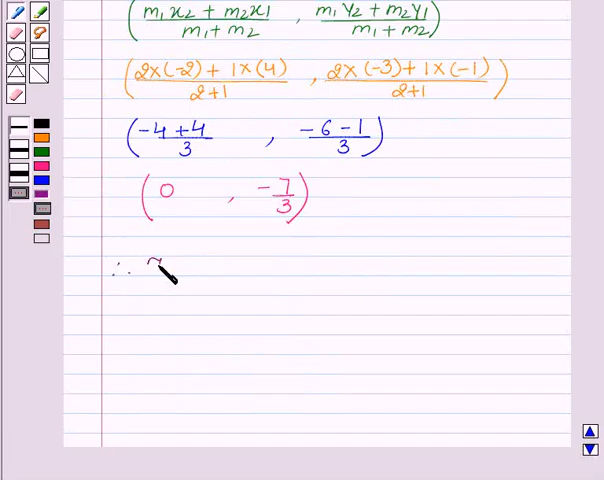 (m₁x₂ + m₂x₁ / m₁ + m₂ , m₁y₂ + m₂y₁ / m₁ + m₂)
(2×(-2) + 1×(4) / 2+1 , 2×(-3) + 1×(-1) / 2+1)
(-4 + 4 / 3 , -6 - 1 / 3)
(0 , -7/3)
∴